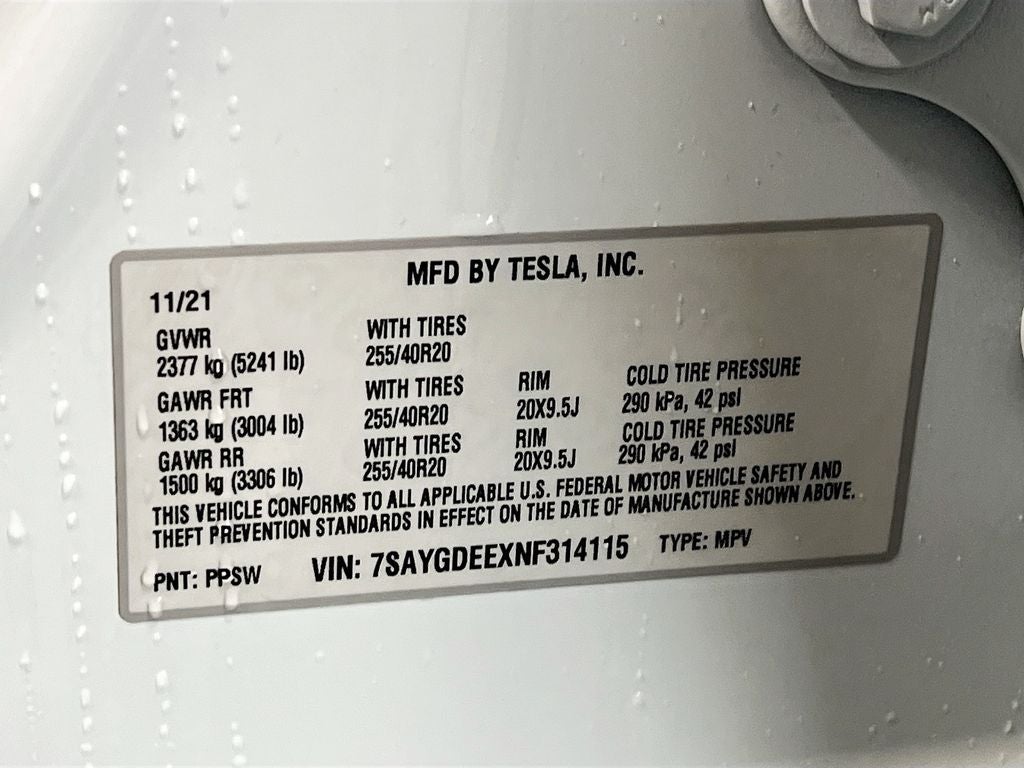 MFD BY TESLA, INC.
11/21
GVWR WITH TIRES
2377 kg (5241 lb) 255/40R20
GAWR FRT WITH TIRES RIM COLD TIRE PRESSURE
1363 kg (3004 lb) 255/40R20 20X9.5J 290 kPa, 42 psl
GAWR RR WITH TIRES RIM COLD TIRE PRESSURE
1500 kg (3306 lb) 255/40R20 20X9.5J 290 kPa, 42 psl
THIS VEHICLE CONFORMS TO ALL APPLICABLE U.S. FEDERAL MOTOR VEHICLE SAFETY AND
THEFT PREVENTION STANDARDS IN EFFECT ON THE DATE OF MANUFACTURE SHOWN ABOVE.
PNT: PPSW VIN: 7SAYGDEEXNF314115 TYPE: MPV